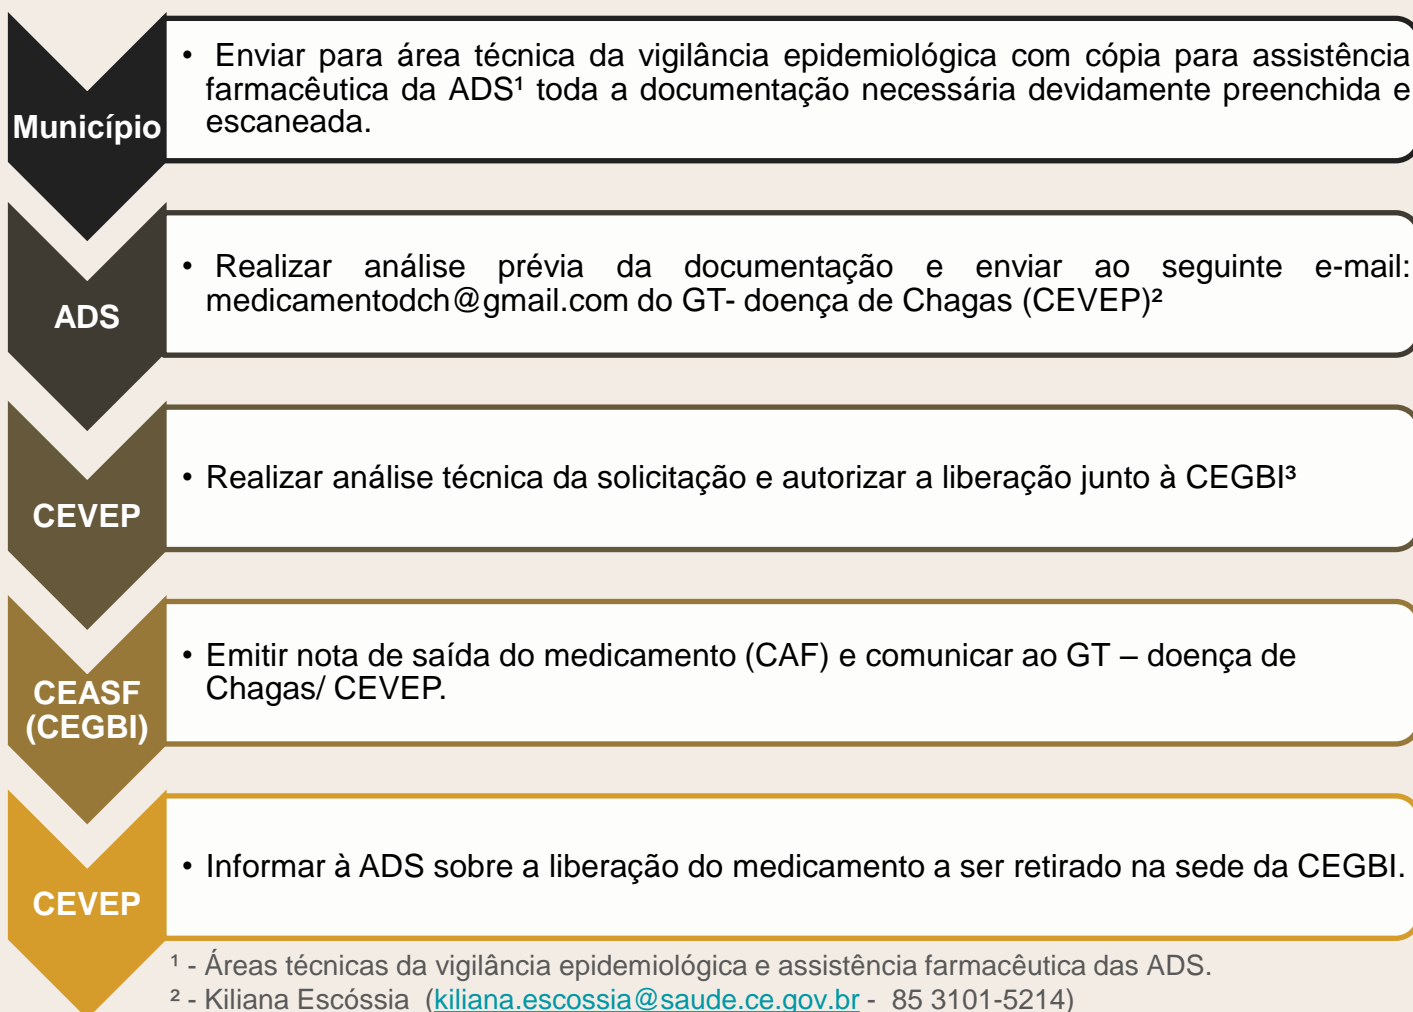 Município
• Enviar para área técnica da vigilância epidemiológica com cópia para assistência
farmacêutica da ADS¹ toda a documentação necessária devidamente preenchida e
escaneada.
ADS
• Realizar análise prévia da documentação e enviar ao seguinte e-mail:
medicamentodch@gmail.com do GT- doença de Chagas (CEVEP)²
CEVEP
• Realizar análise técnica da solicitação e autorizar a liberação junto à CEGBI³
CEASF
(CEGBI)
• Emitir nota de saída do medicamento (CAF) e comunicar ao GT – doença de
Chagas/ CEVEP.
CEVEP
• Informar à ADS sobre a liberação do medicamento a ser retirado na sede da CEGBI.
¹ - Áreas técnicas da vigilância epidemiológica e assistência farmacêutica das ADS.
² - Kiliana Escóssia (kiliana.escossia@saude.ce.gov.br - 85 3101-5214)